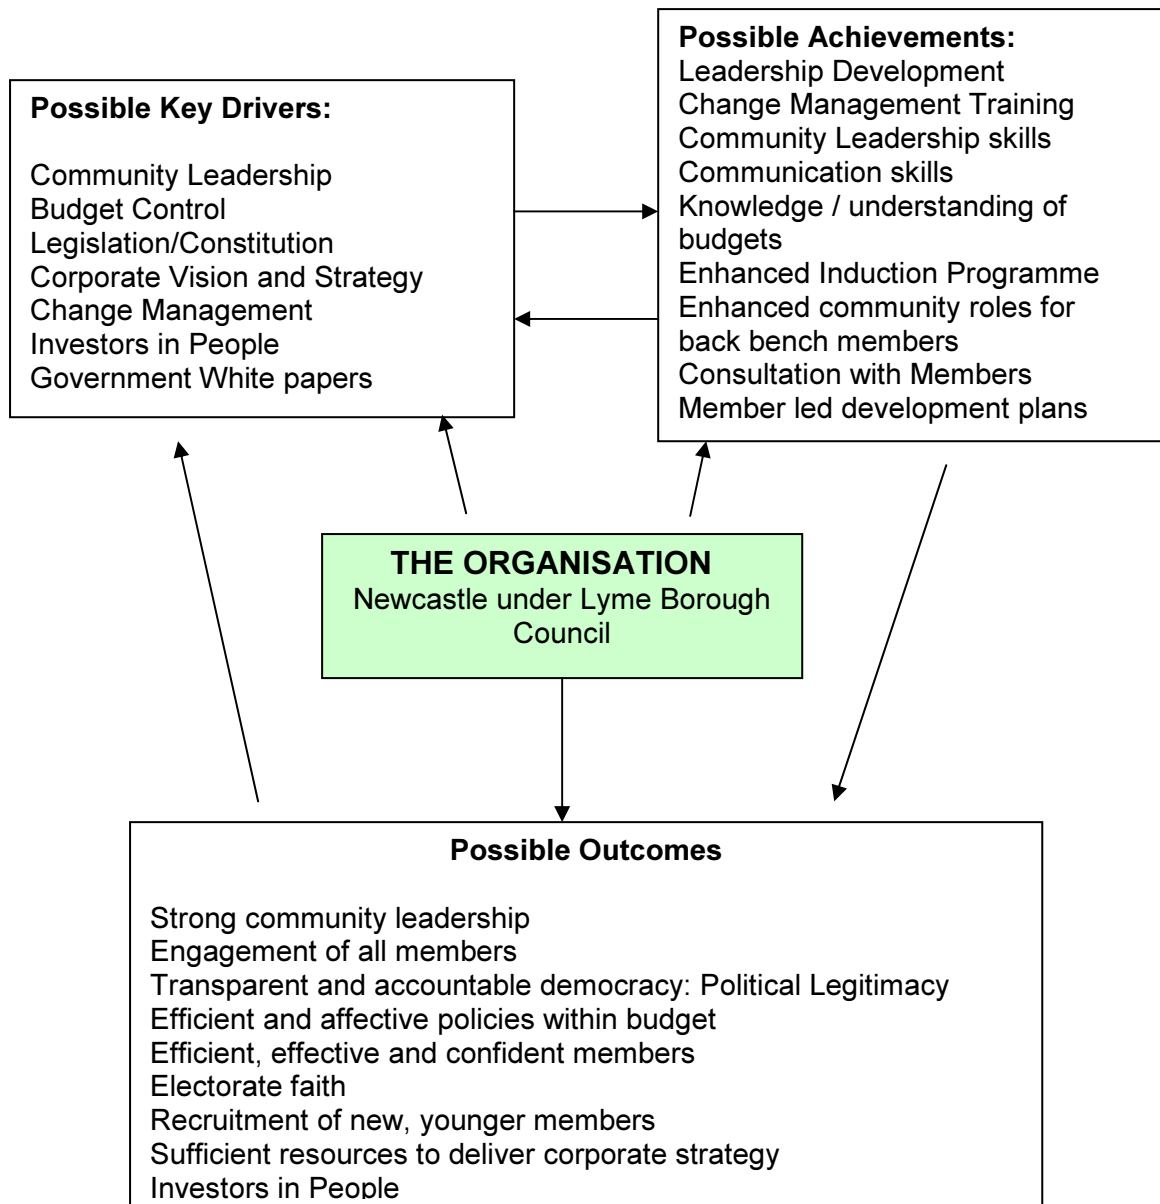 Possible Key Drivers:
Community Leadership
Budget Control
Legislation/Constitution
Corporate Vision and Strategy
Change Management
Investors in People
Government White papers
Possible Achievements:
Leadership Development
Change Management Training
Community Leadership skills
Communication skills
Knowledge / understanding of
budgets
Enhanced Induction Programme
Enhanced community roles for
back bench members
Consultation with Members
Member led development plans
THE ORGANISATION
Newcastle under Lyme Borough
Council
Possible Outcomes
Strong community leadership
Engagement of all members
Transparent and accountable democracy: Political Legitimacy
Efficient and affective policies within budget
Efficient, effective and confident members
Electorate faith
Recruitment of new, younger members
Sufficient resources to deliver corporate strategy
Investors in People